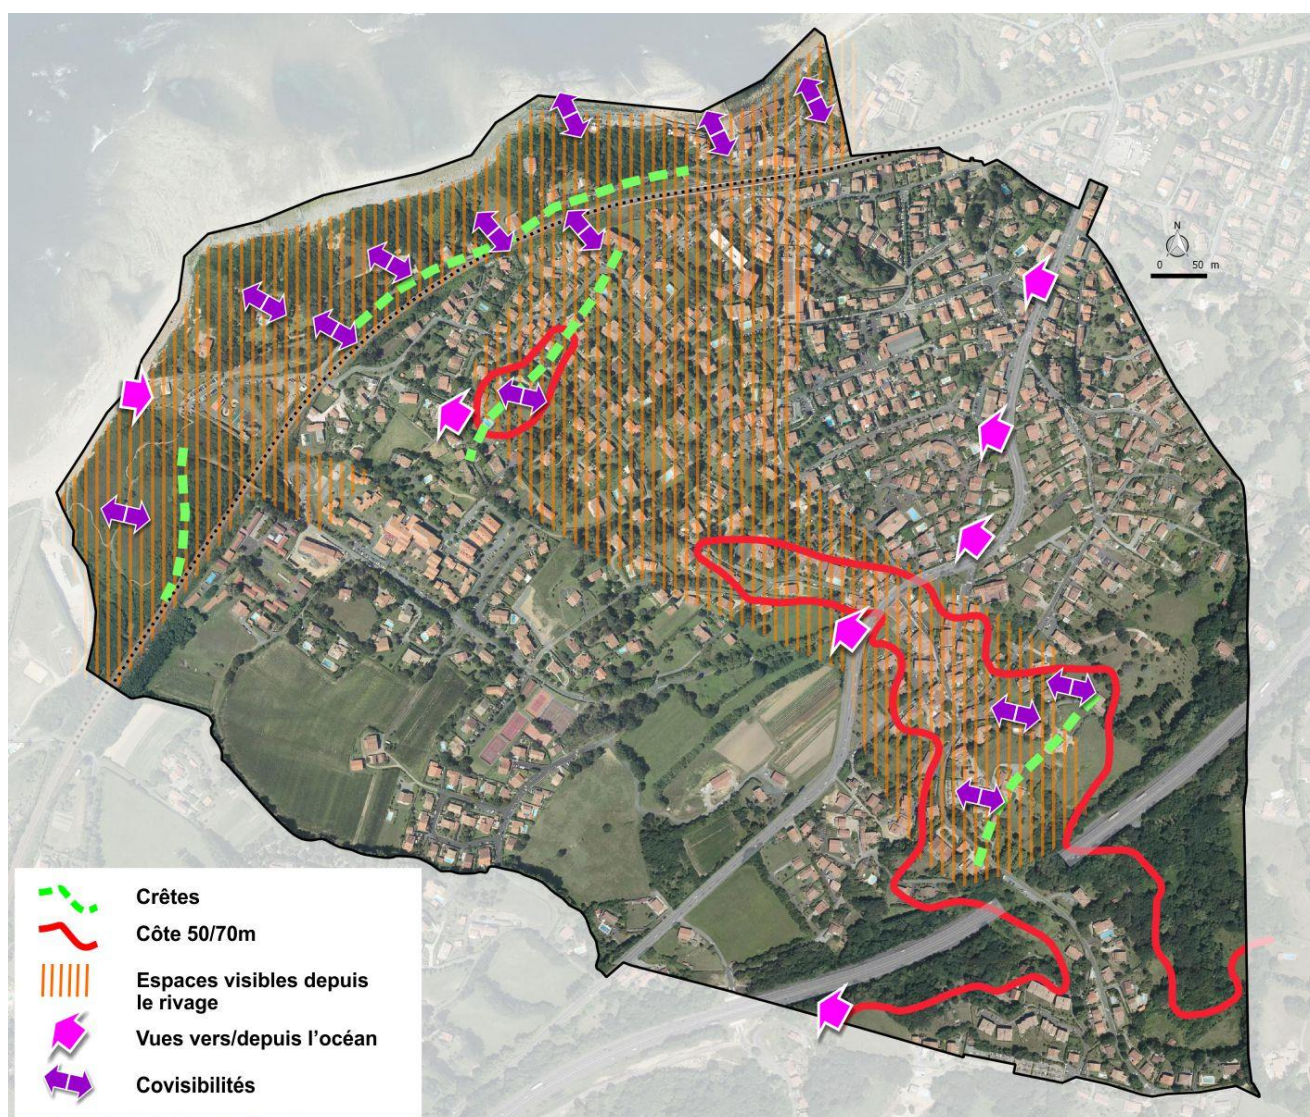 N
0 50 m
Crêtes
Côte 50/70m
Espaces visibles depuis
le rivage
Vues vers/depuis l'océan
Covisibilités